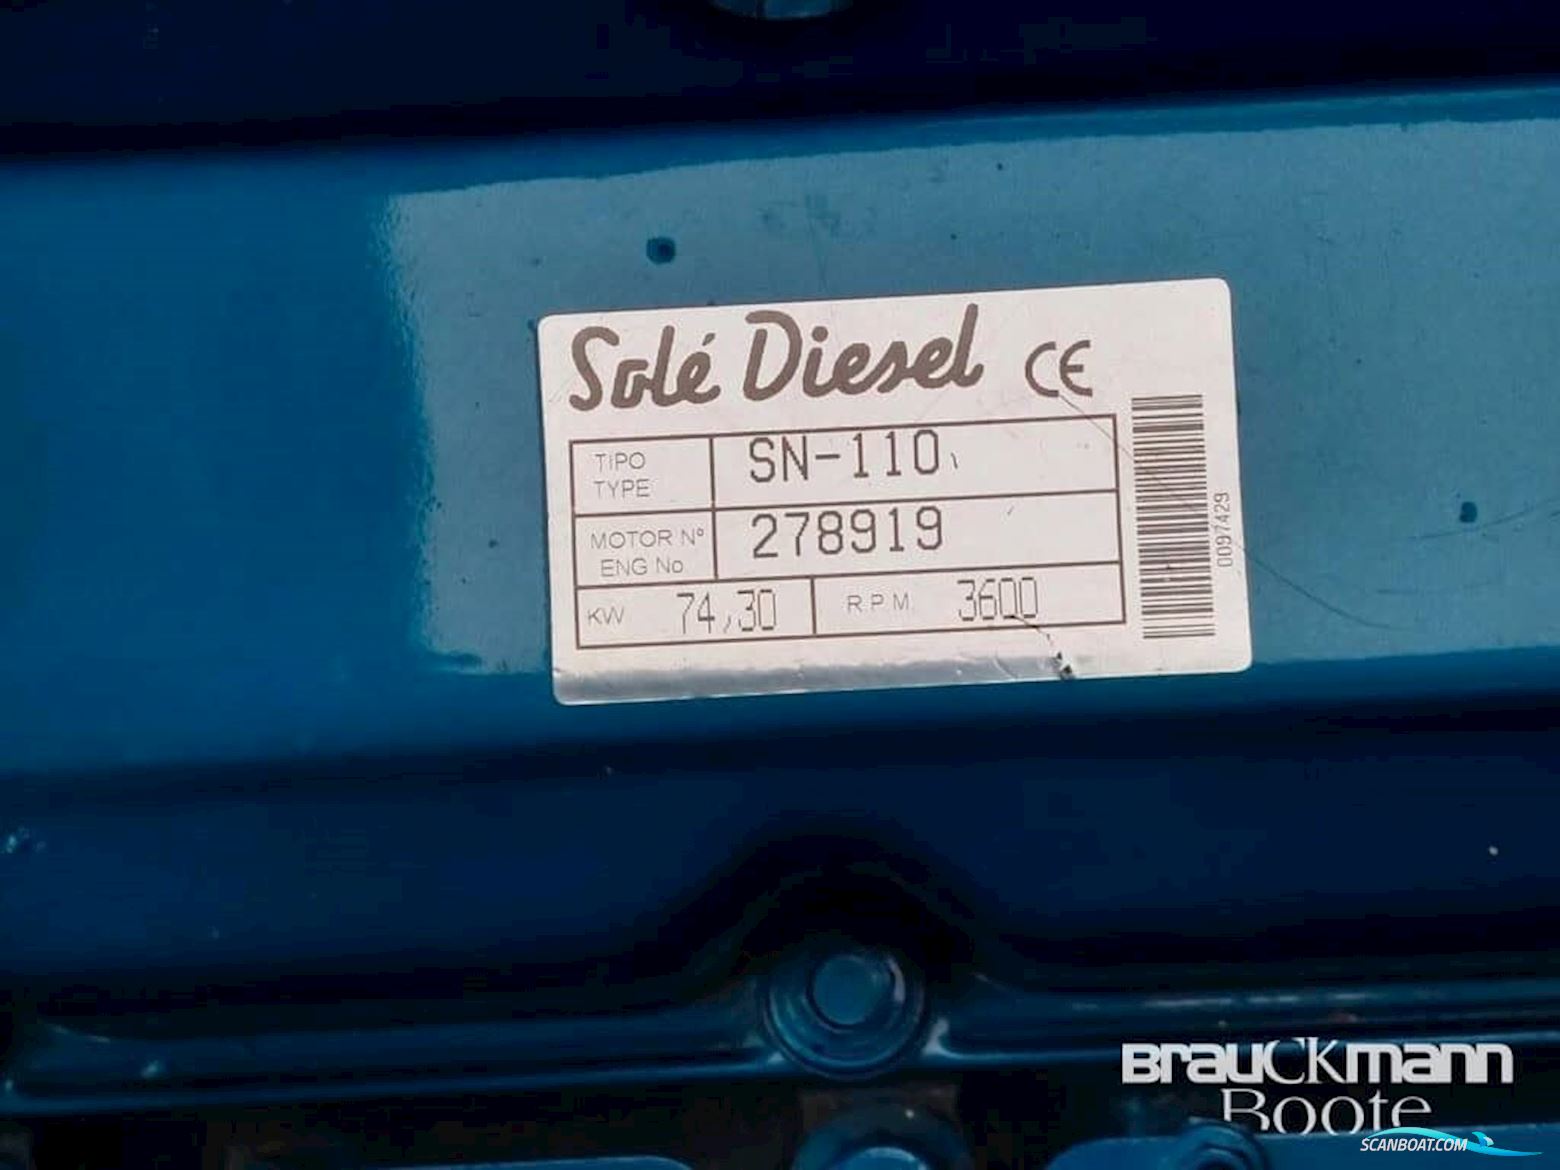 Solé Diesel CE
TIPO
TYPE
SN-110
MOTOR Nº
ENG No
278919
KW 74,30 R.P.M. 3600
0097429
Brauckmann
Boote
SCANBOAT.COM